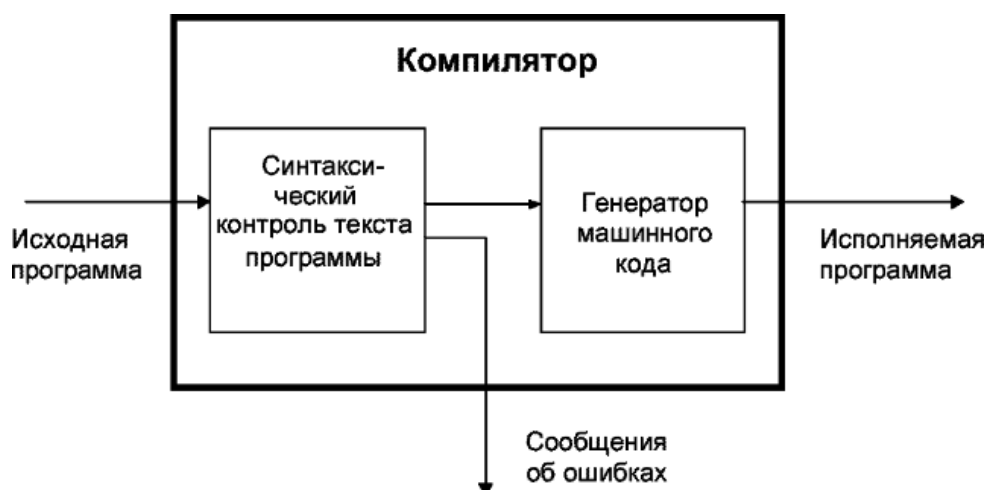 Компилятор
Синтакси-
ческий
контроль текста
программы
Генератор
машинного
кода
Исходная
программа
Исполняемая
программа
Сообщения
об ошибках